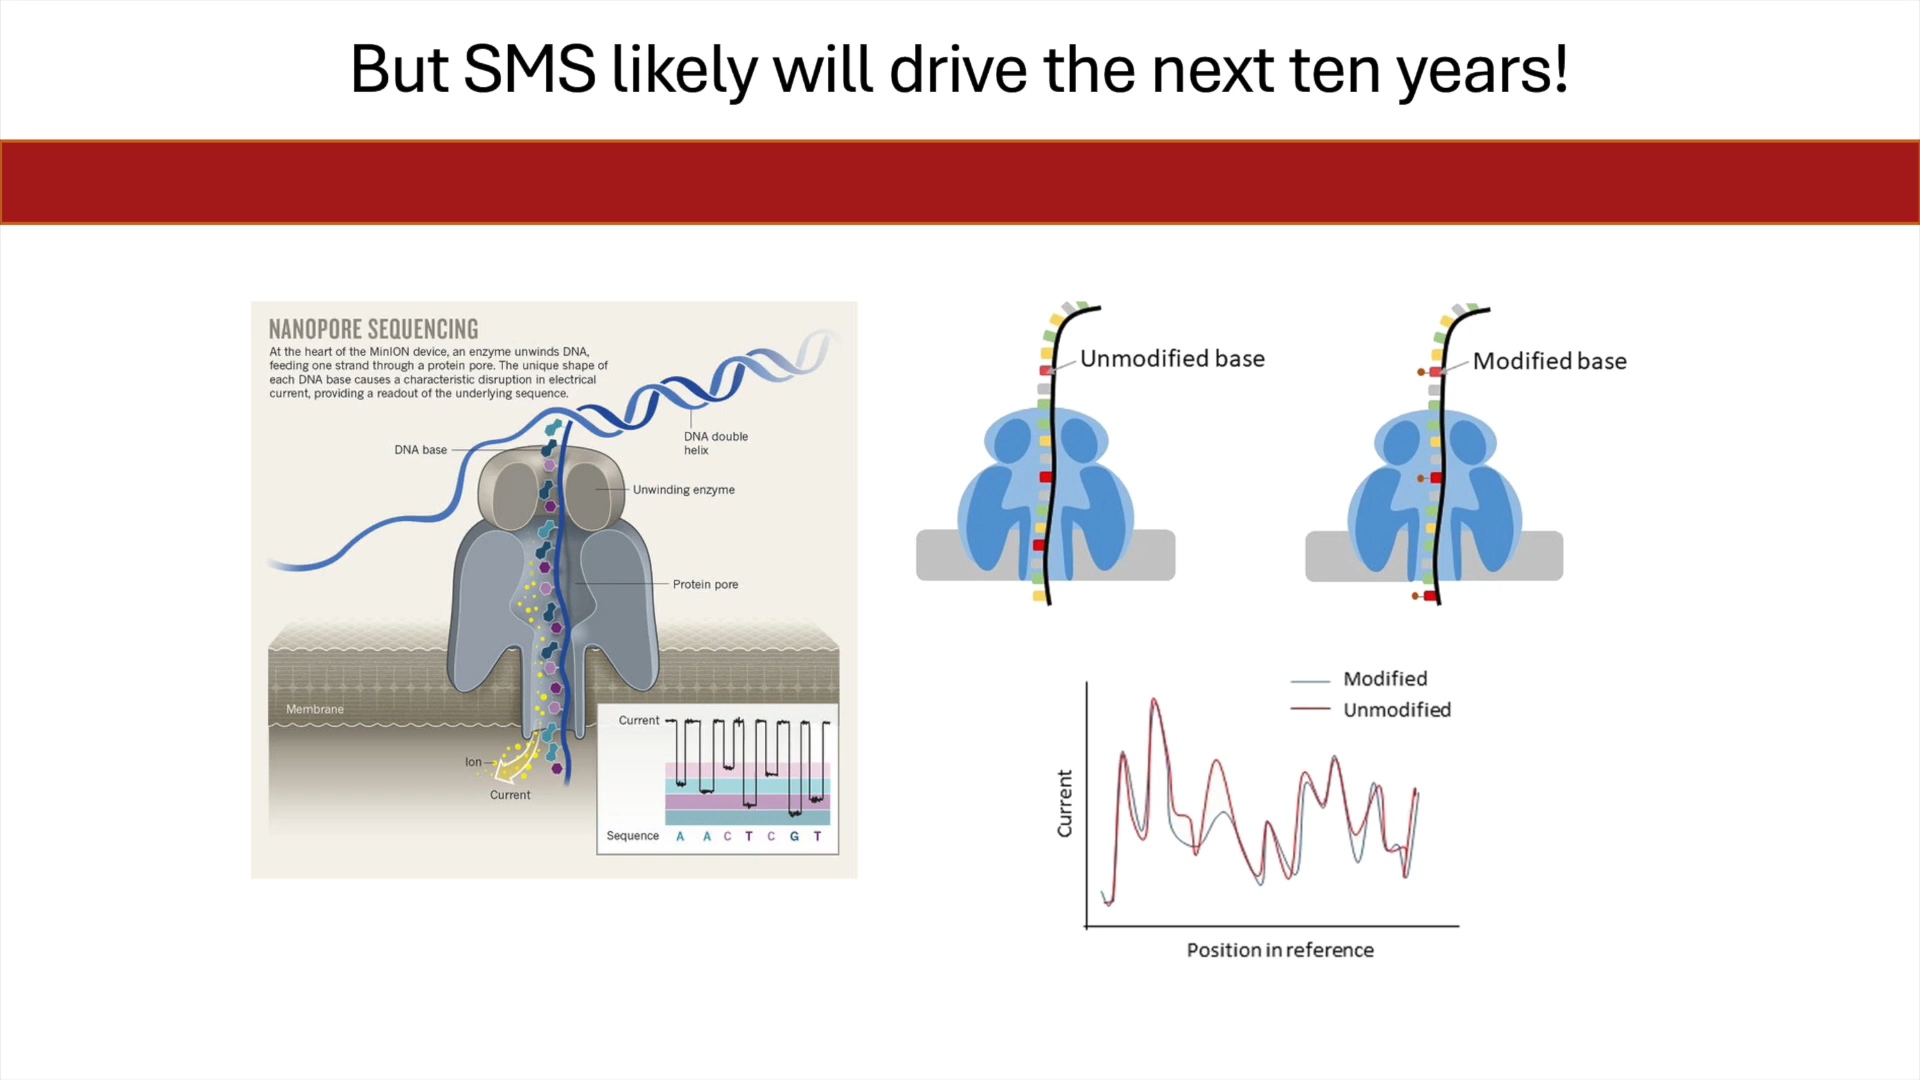 But SMS likely will drive the next ten years!
NANOPORE SEQUENCING
At the heart of the MinION device, an enzyme unwinds DNA,
feeding one strand through a protein pore. The unique shape of
each DNA base causes a characteristic disruption in electrical
current, providing a readout of the underlying sequence.
DNA base
DNA double
helix
Unwinding enzyme
Protein pore
Membrane
Ion
Current
Current
Sequence A A C T C G T
Unmodified base
Modified base
Modified
Unmodified
Current
Position in reference